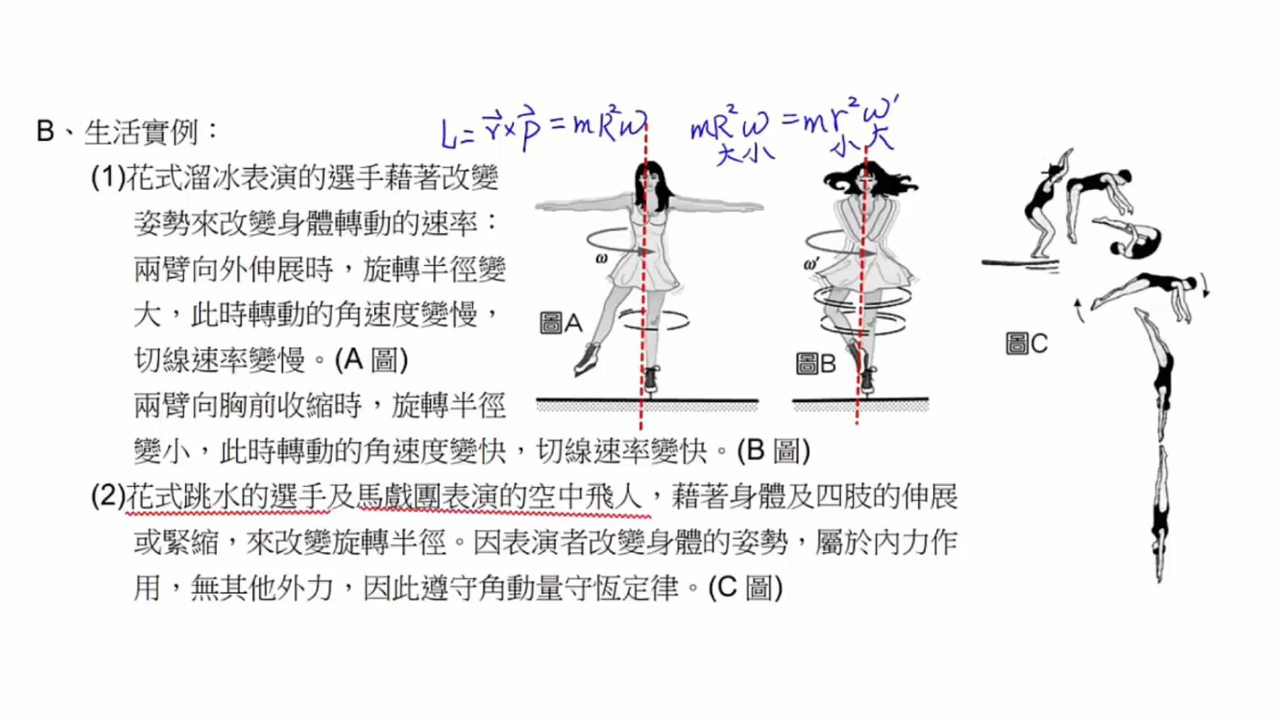 B、生活實例：
L=r⃗×p⃗=mR²ω
mR²ω=mr²ω′
大小 小大
(1)花式溜冰表演的選手藉著改變
姿勢來改變身體轉動的速率：
兩臂向外伸展時，旋轉半徑變
大，此時轉動的角速度變慢，
切線速率變慢。(A 圖)
兩臂向胸前收縮時，旋轉半徑
變小，此時轉動的角速度變快，切線速率變快。(B 圖)
ω
ω′
圖A
圖B
圖C
(2)花式跳水的選手及馬戲團表演的空中飛人，藉著身體及四肢的伸展
或緊縮，來改變旋轉半徑。因表演者改變身體的姿勢，屬於內力作
用，無其他外力，因此遵守角動量守恆定律。(C 圖)